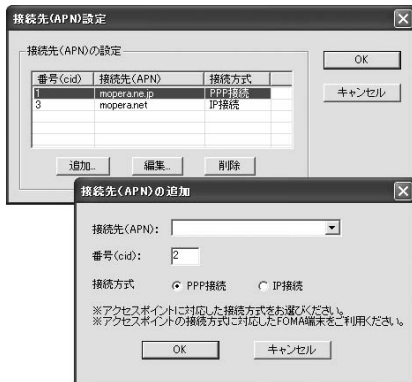 接続先(APN)設定
接続先(APN)の設定
番号(cid) 接続先(APN) 接続方式
1 mopera.ne.jp PPP接続
3 mopera.net IP接続
OK
キャンセル
追加... 編集... 削除
接続先(APN)の追加
接続先(APN):
番号(cid): 2
接続方式 PPP接続 IP接続
※アクセスポイントに対応した接続方式をお選びください。
※アクセスポイントの接続方式に対応したFOMA端末をご利用ください。
OK キャンセル